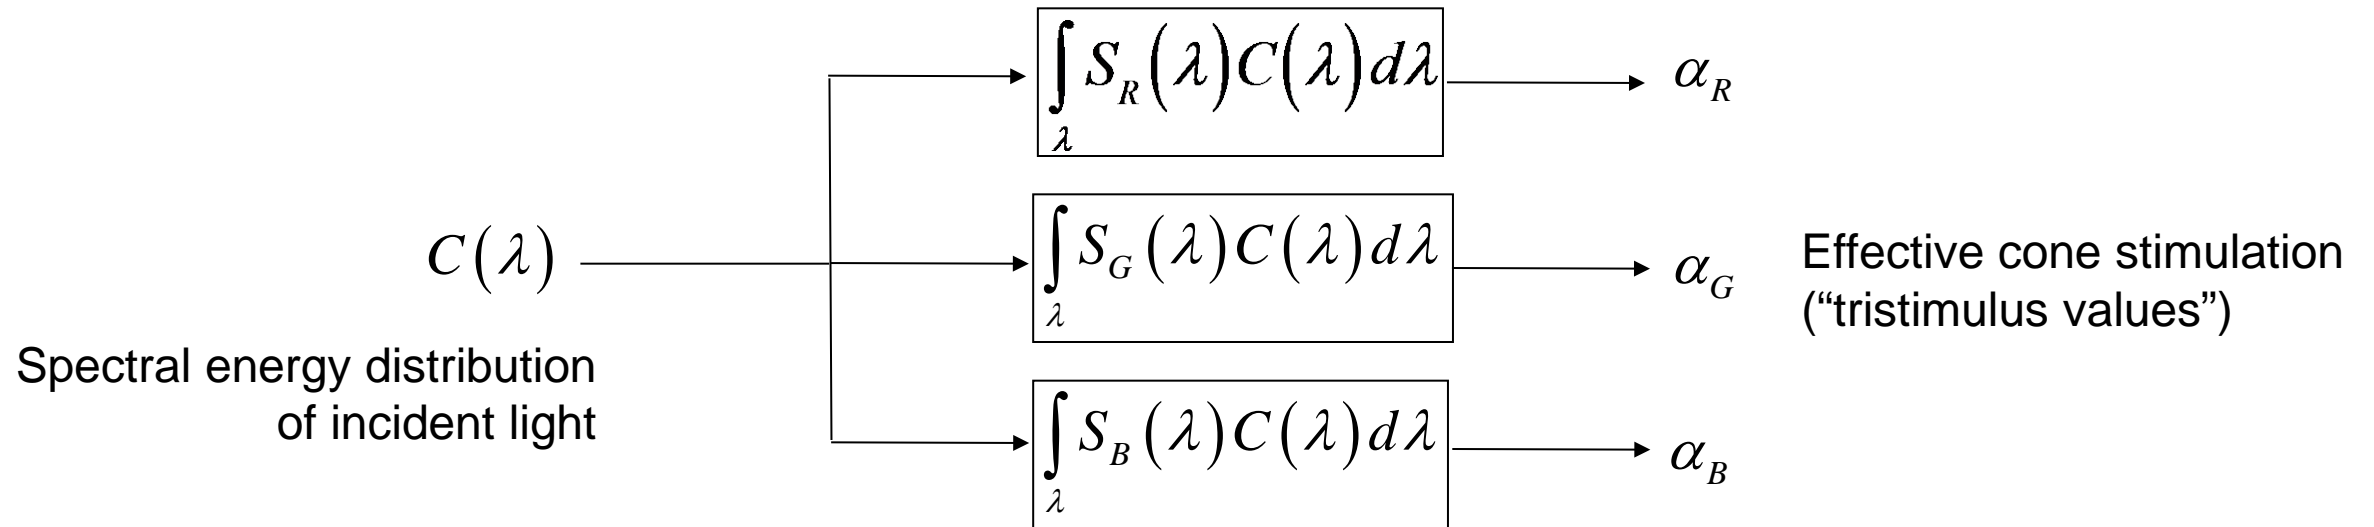 ∫_λ S_R(λ)C(λ)dλ
α_R
C(λ)
Spectral energy distribution
of incident light
∫_λ S_G(λ)C(λ)dλ
α_G
Effective cone stimulation
(“tristimulus values”)
∫_λ S_B(λ)C(λ)dλ
α_B